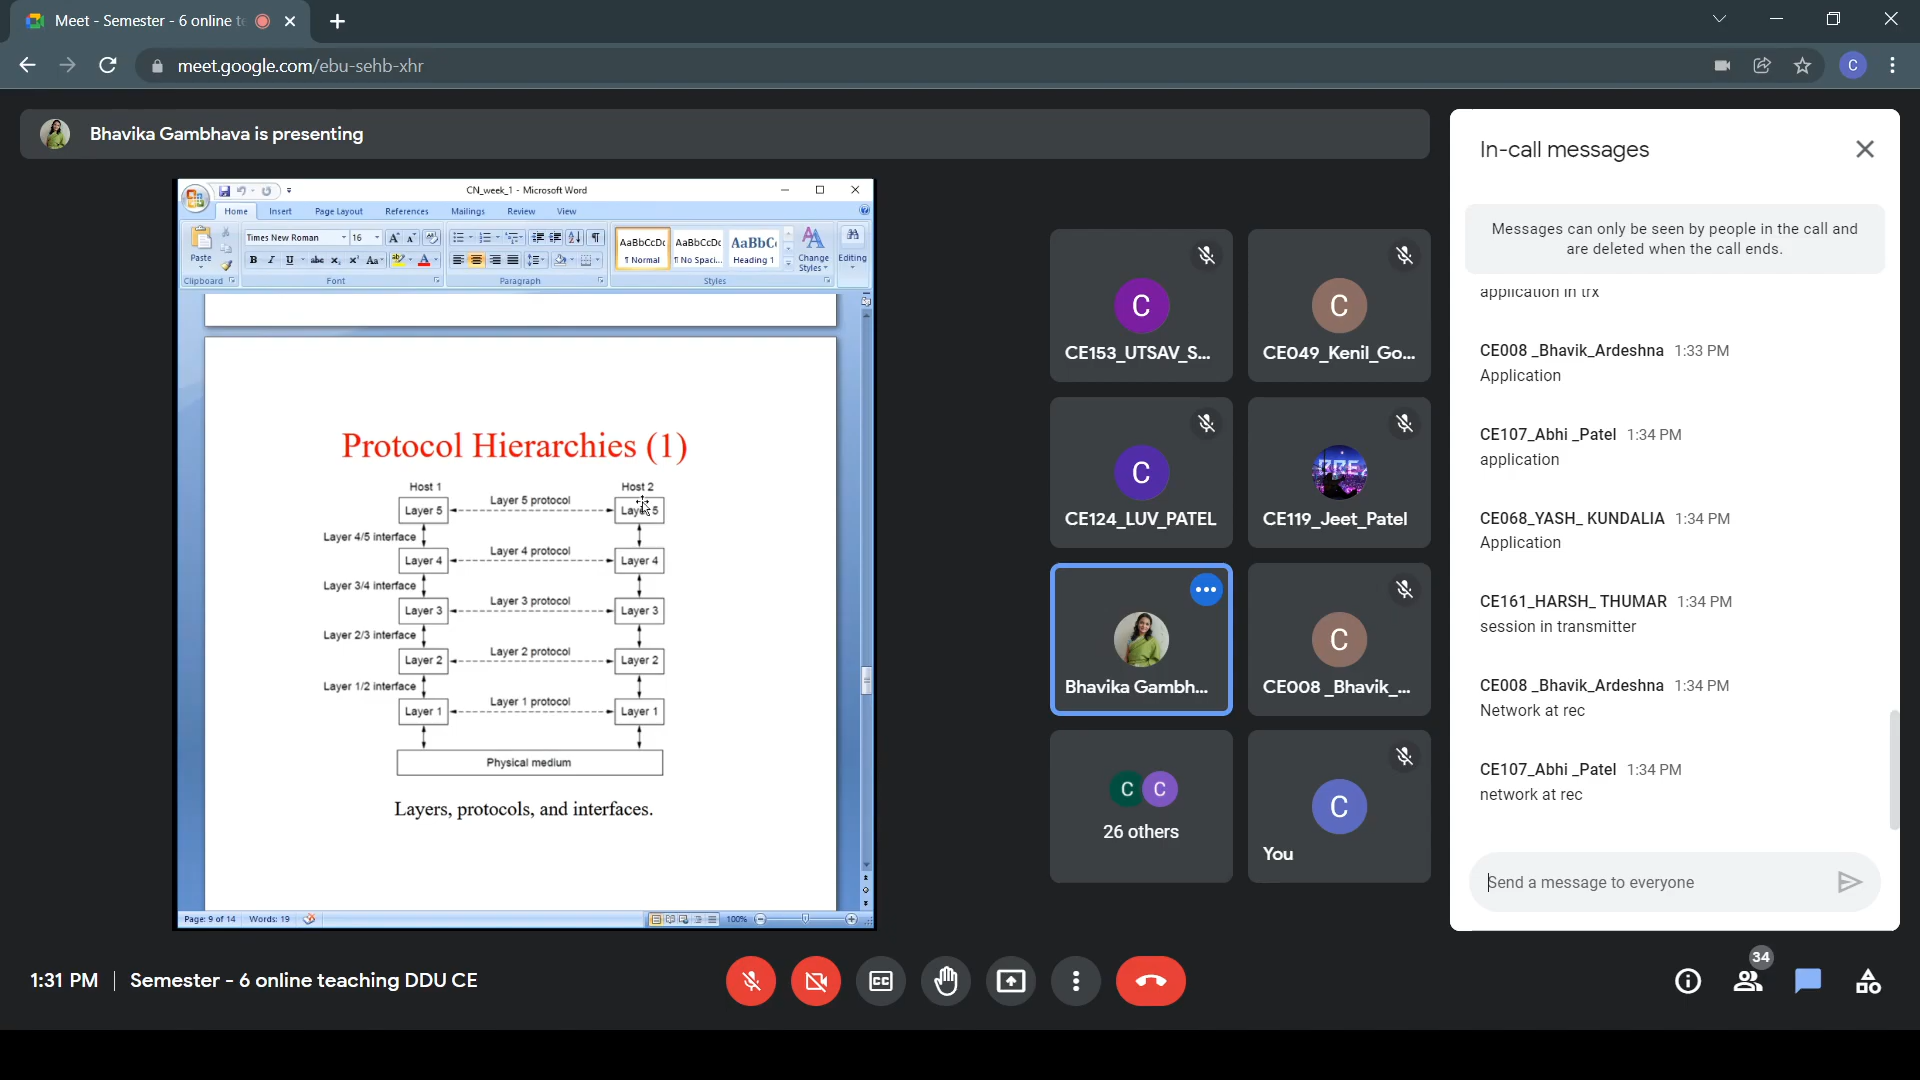 Meet - Semester - 6 online te
meet.google.com/ebu-sehb-xhr
C
Bhavika Gambhava is presenting
CN_week_1 - Microsoft Word
Home Insert Page Layout References Mailings Review View
Times New Roman 16
Paste
B I U abc x₂ x² Aa A
AaBbCcDc AaBbCcDc AaBbCc
¶ Normal ¶ No Spaci... Heading 1
Change Styles Editing
Clipboard Font Paragraph Styles
Protocol Hierarchies (1)
Host 1 Host 2
Layer 5 Layer 5 protocol Layer 5
Layer 4/5 interface
Layer 4 Layer 4 protocol Layer 4
Layer 3/4 interface
Layer 3 Layer 3 protocol Layer 3
Layer 2/3 interface
Layer 2 Layer 2 protocol Layer 2
Layer 1/2 interface
Layer 1 Layer 1 protocol Layer 1
Physical medium
Layers, protocols, and interfaces.
Page: 9 of 14 Words: 19 100%
C
CE153_UTSAV_S...
C
CE049_Kenil_Go...
C
CE124_LUV_PATEL
CE119_Jeet_Patel
Bhavika Gambh...
C
CE008 _Bhavik_...
C C
26 others
C
You
In-call messages
Messages can only be seen by people in the call and
are deleted when the call ends.
application in trx
CE008 _Bhavik_Ardeshna 1:33 PM
Application
CE107_Abhi _Patel 1:34 PM
application
CE068_YASH_ KUNDALIA 1:34 PM
Application
CE161_HARSH_ THUMAR 1:34 PM
session in transmitter
CE008 _Bhavik_Ardeshna 1:34 PM
Network at rec
CE107_Abhi _Patel 1:34 PM
network at rec
Send a message to everyone
1:31 PM | Semester - 6 online teaching DDU CE
CC
34